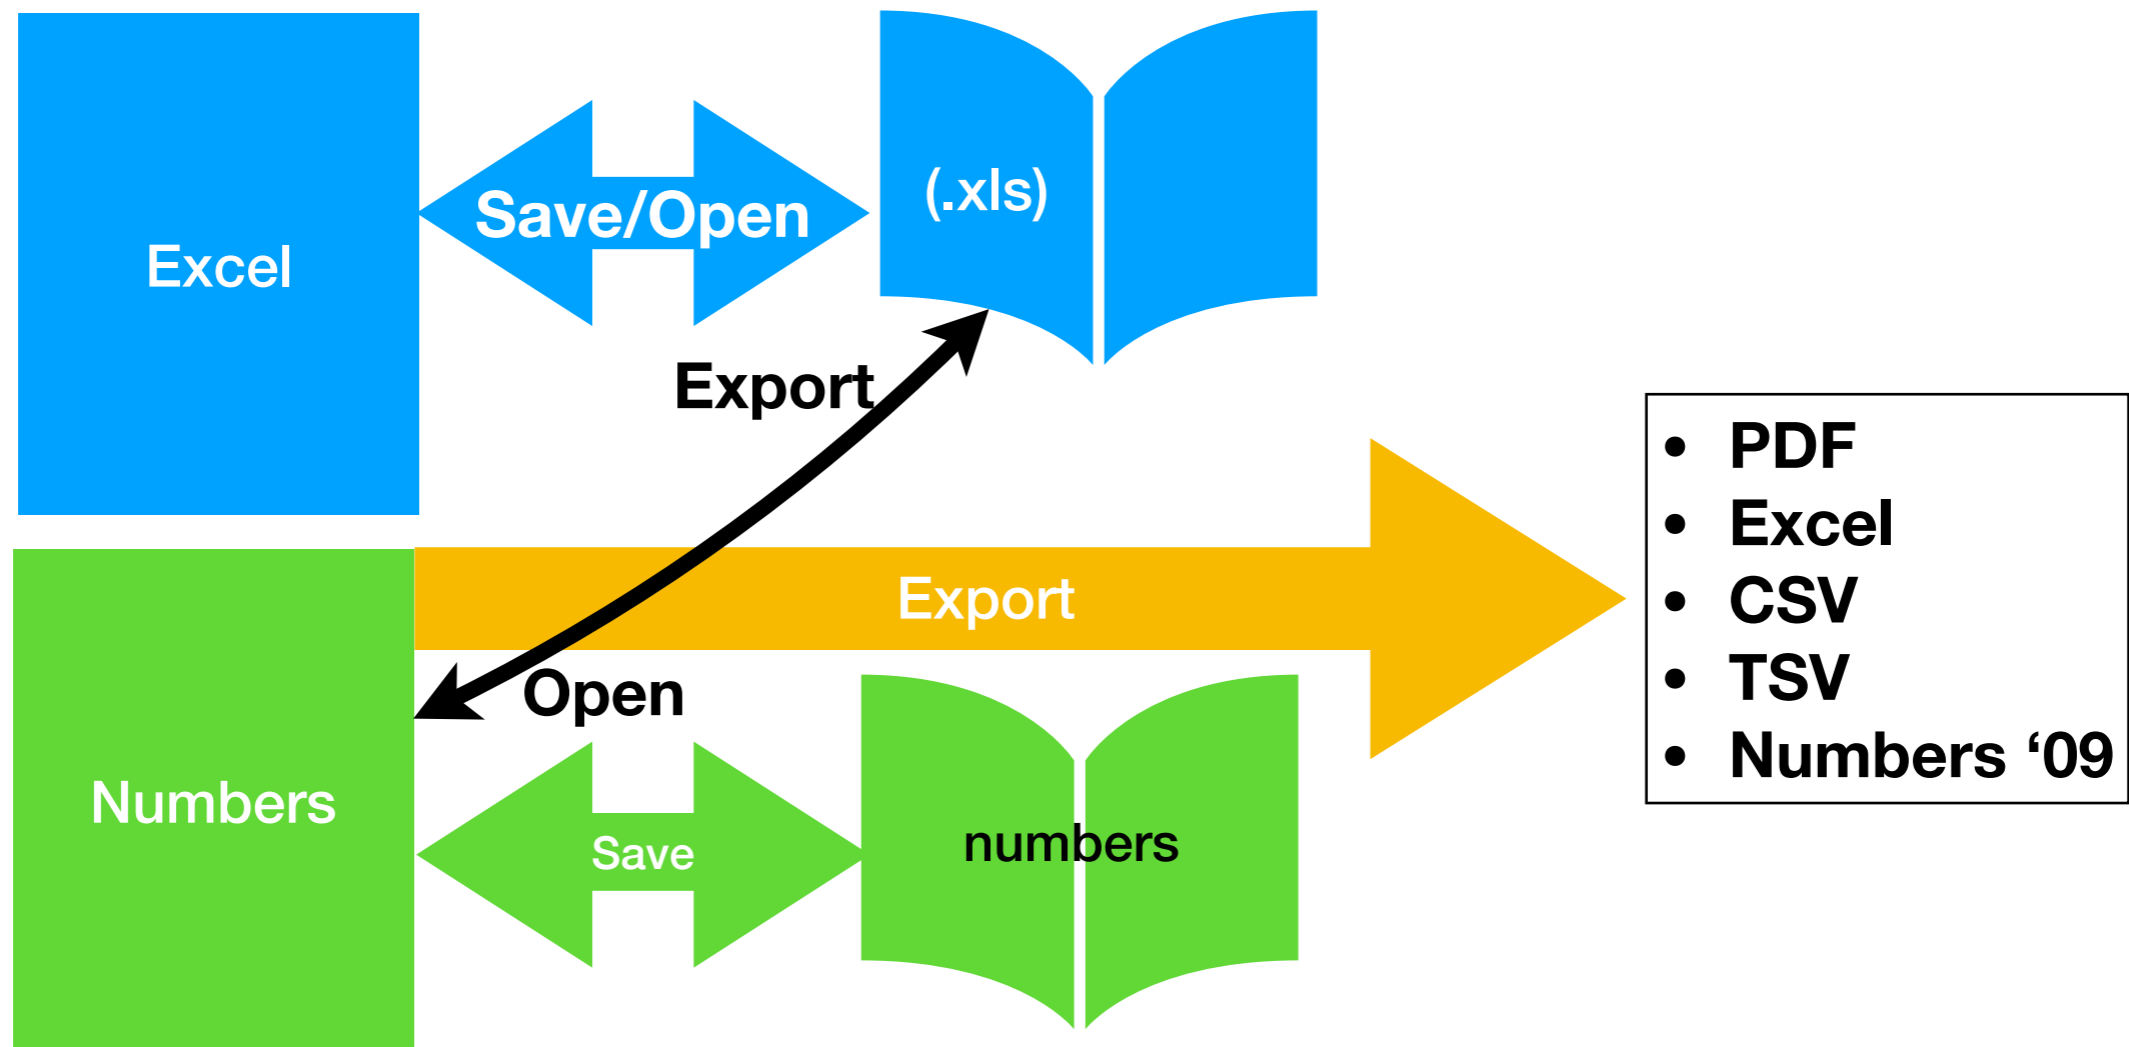 Excel
Save/Open
(.xls)
Export
Export
Open
Numbers
Save
numbers
• PDF
• Excel
• CSV
• TSV
• Numbers ‘09